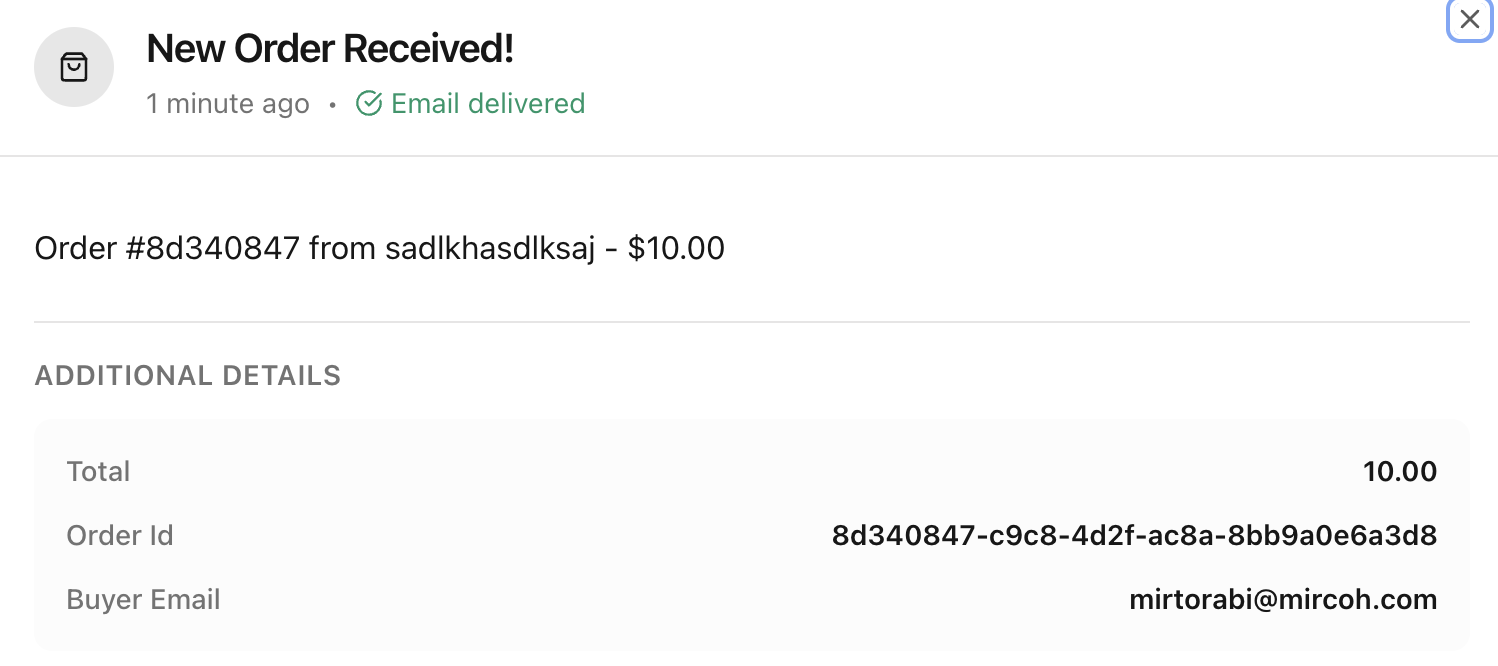 New Order Received!
1 minute ago • Email delivered
Order #8d340847 from sadlkhasdlksaj - $10.00
ADDITIONAL DETAILS
Total 10.00
Order Id 8d340847-c9c8-4d2f-ac8a-8bb9a0e6a3d8
Buyer Email mirtorabi@mircoh.com